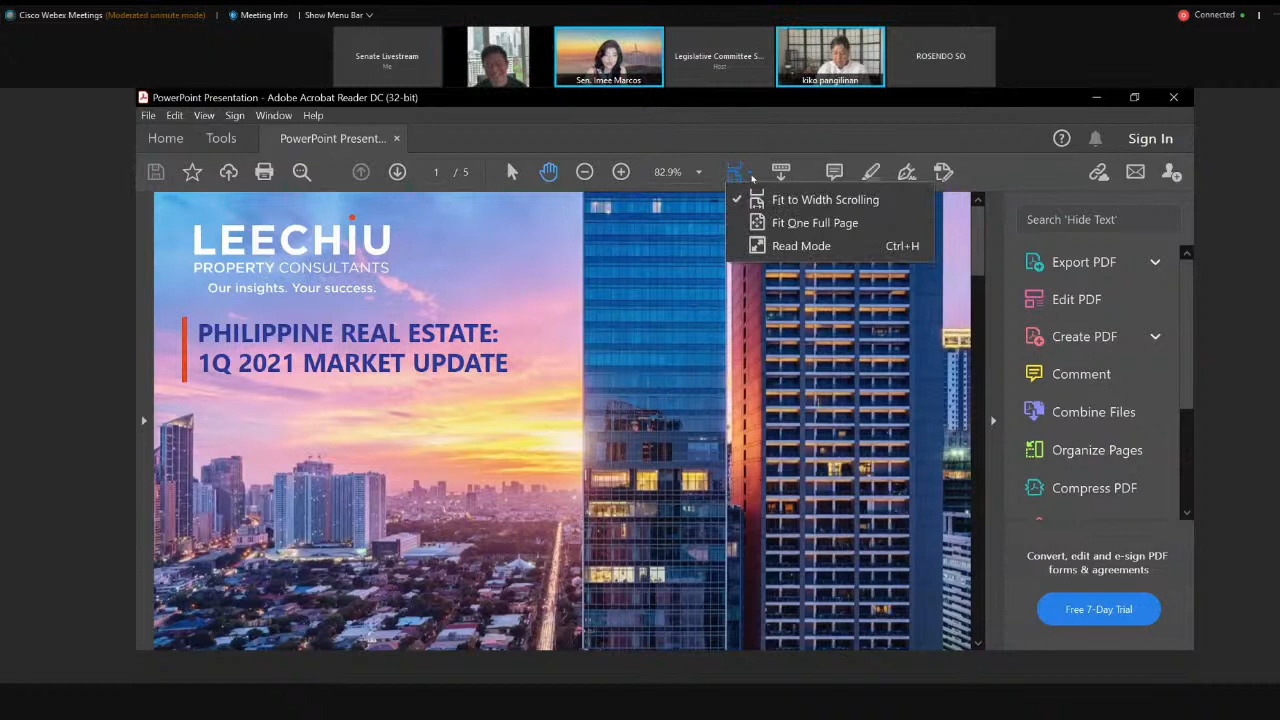 Cisco Webex Meetings (Moderated unmute mode) | Meeting Info | Show Menu Bar
Connected
Senate Livestream
Me
Sen. Imee Marcos
Legislative Committee S...
Host
kiko pangilinan
ROSENDO SO
PowerPoint Presentation - Adobe Acrobat Reader DC (32-bit)
File Edit View Sign Window Help
Home Tools PowerPoint Present... ×
Sign In
1 / 5
82.9%
Fit to Width Scrolling
Fit One Full Page
Read Mode Ctrl+H
LEECHIU
PROPERTY CONSULTANTS
Our insights. Your success.
PHILIPPINE REAL ESTATE:
1Q 2021 MARKET UPDATE
Search 'Hide Text'
Export PDF
Edit PDF
Create PDF
Comment
Combine Files
Organize Pages
Compress PDF
Convert, edit and e-sign PDF
forms & agreements
Free 7-Day Trial